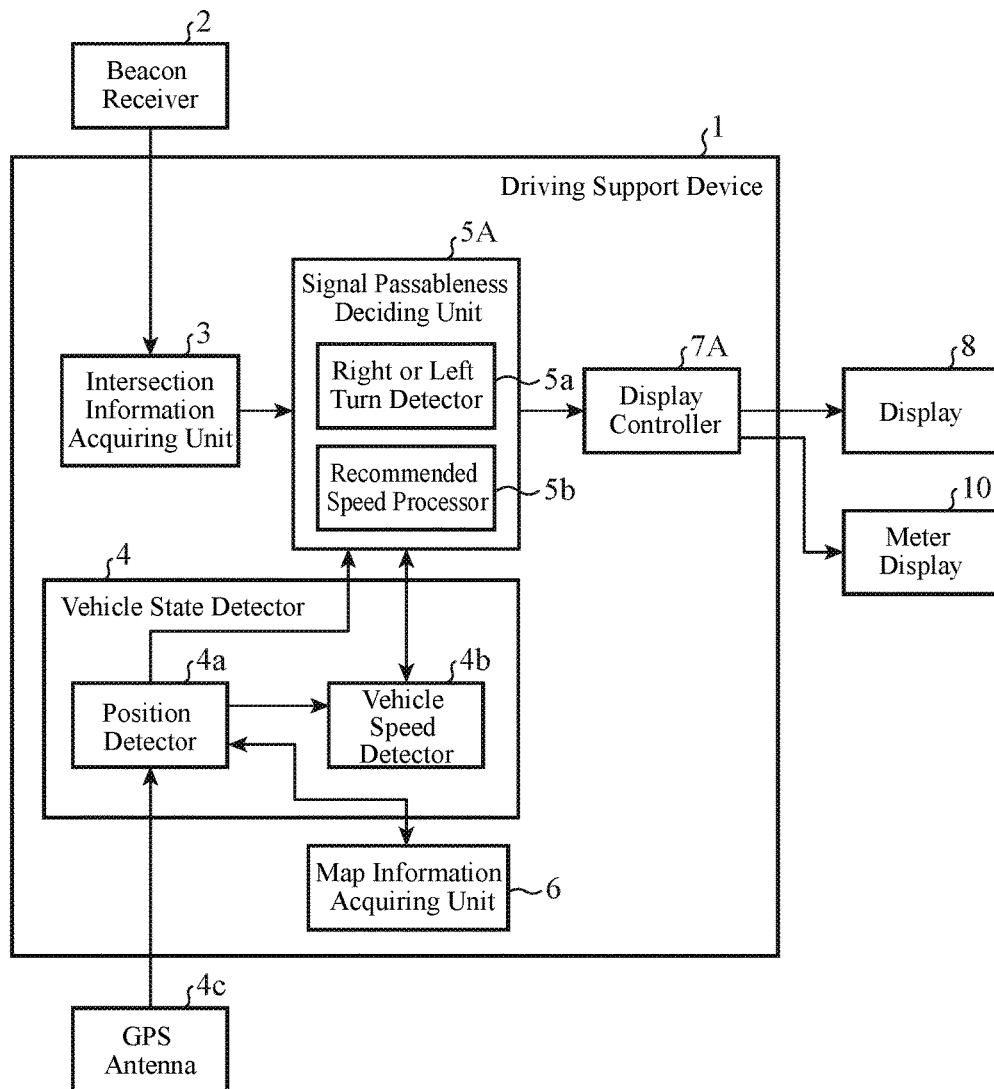 2
Beacon
Receiver
1
Driving Support Device
5A
Signal Passableness
Deciding Unit
3
Intersection
Information
Acquiring Unit
Right or Left
Turn Detector
5a
Recommended
Speed Processor
5b
7A
Display
Controller
8
Display
10
Meter
Display
4
Vehicle State Detector
4a
Position
Detector
4b
Vehicle
Speed
Detector
Map Information
Acquiring Unit
6
4c
GPS
Antenna